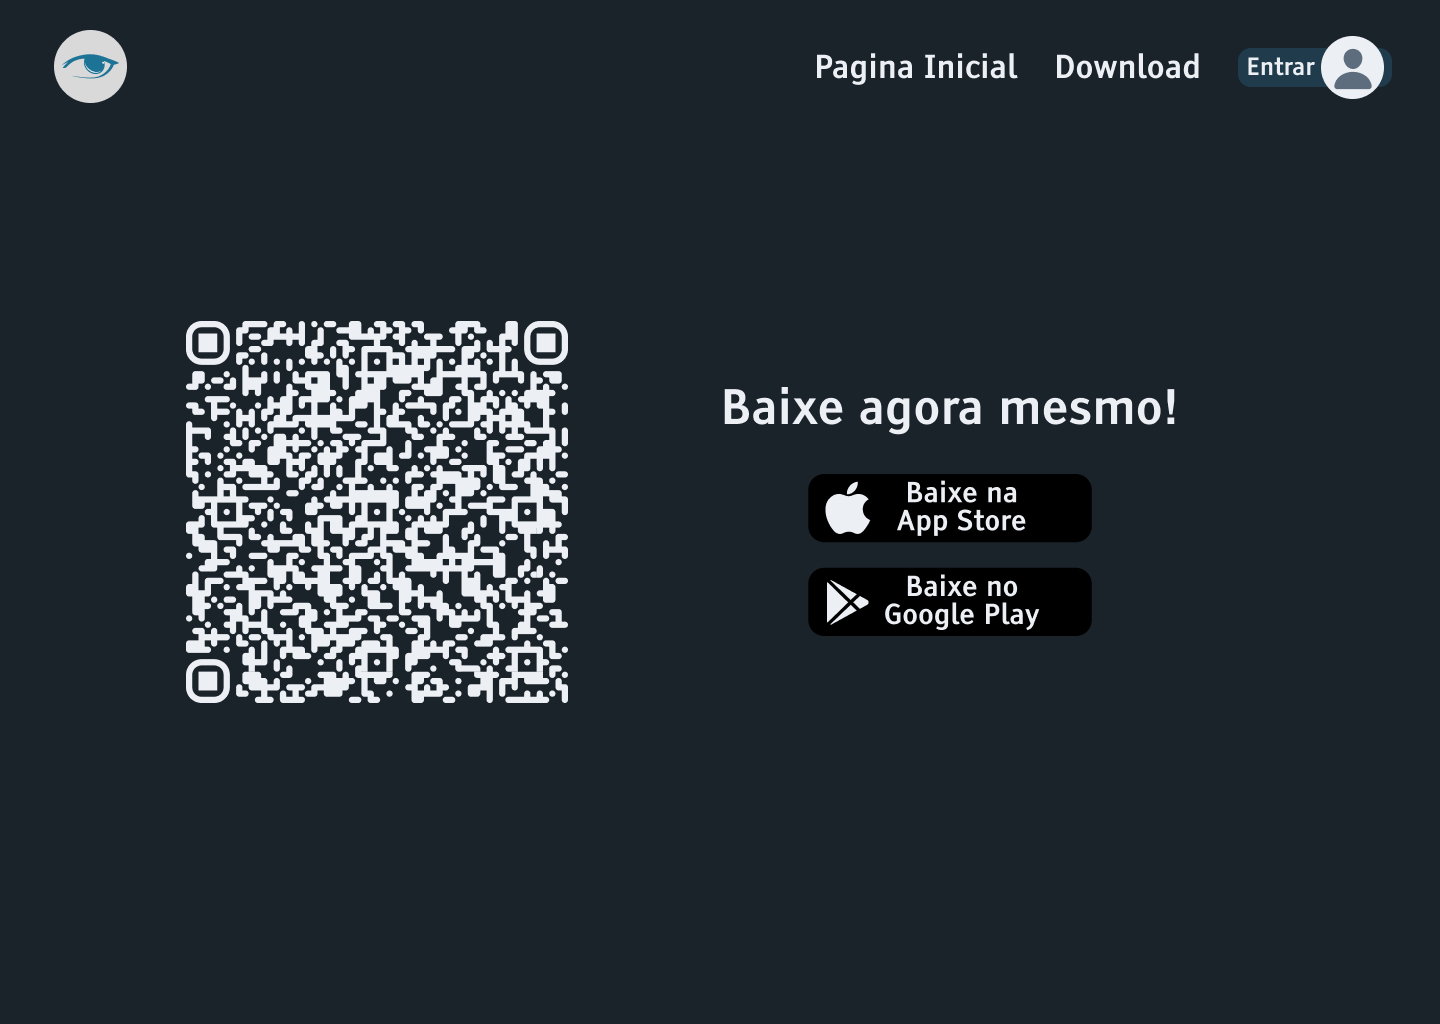 Pagina Inicial
Download
Entrar
Baixe agora mesmo!
Baixe na
App Store
Baixe no
Google Play